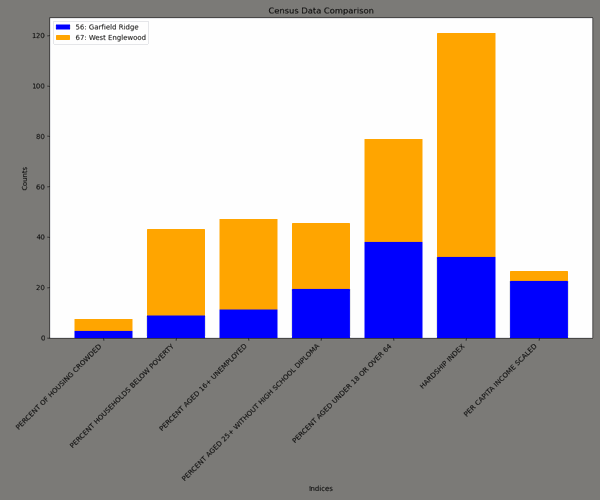 Census Data Comparison
56: Garfield Ridge
67: West Englewood
120
100
80
60
40
20
0
Counts
PERCENT OF HOUSING CROWDED
PERCENT HOUSEHOLDS BELOW POVERTY
PERCENT AGED 16+ UNEMPLOYED
PERCENT AGED 25+ WITHOUT HIGH SCHOOL DIPLOMA
PERCENT AGED UNDER 18 OR OVER 64
HARDSHIP INDEX
PER CAPITA INCOME SCALED
Indices